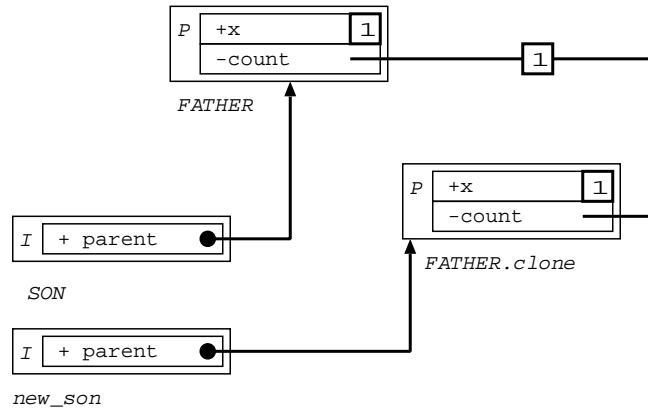 P +x 1
-count 1
FATHER
P +x 1
-count
FATHER.clone
I + parent
SON
I + parent
new_son